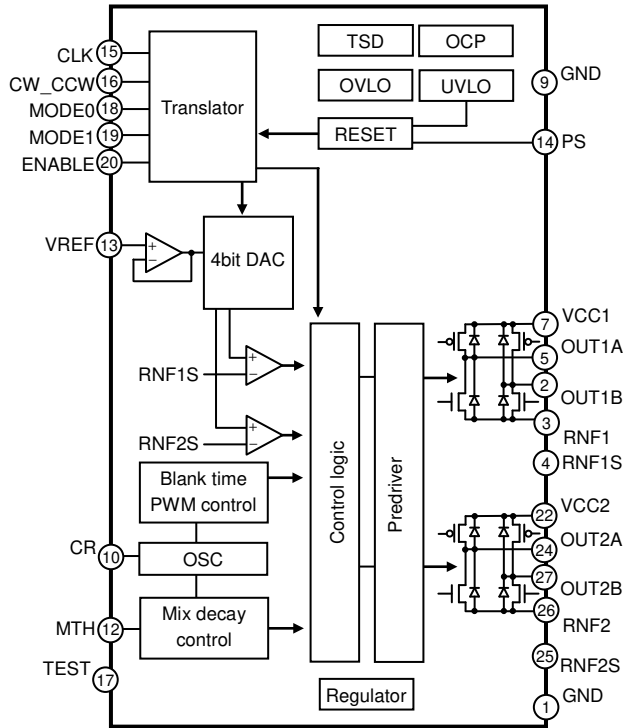 CLK 15
CW_CCW 16
MODE0 18
MODE1 19
ENABLE 20
Translator
TSD
OCP
OVLO
UVLO
RESET
9 GND
14 PS
VREF 13
+
−
4bit DAC
RNF1S
+
−
RNF2S
+
−
Blank time
PWM control
CR 10
OSC
MTH 12
Mix decay
control
TEST
17
Control logic
Predriver
Regulator
7 VCC1
5 OUT1A
2 OUT1B
3 RNF1
4 RNF1S
22 VCC2
24 OUT2A
27 OUT2B
26 RNF2
25 RNF2S
1 GND